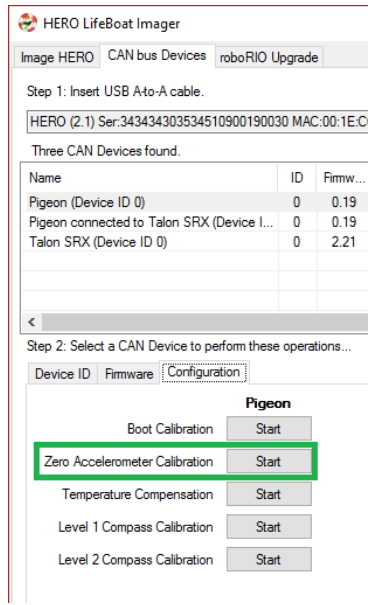 HERO LifeBoat Imager
Image HERO CAN bus Devices roboRIO Upgrade
Step 1: Insert USB A-to-A cable.
HERO (2.1) Ser:343434303534510900190030 MAC:00:1E:C
Three CAN Devices found.
Name ID Firmw...
Pigeon (Device ID 0) 0 0.19
Pigeon connected to Talon SRX (Device I... 0 0.19
Talon SRX (Device ID 0) 0 2.21
Step 2: Select a CAN Device to perform these operations...
Device ID Firmware Configuration
Pigeon
Boot Calibration Start
Zero Accelerometer Calibration Start
Temperature Compensation Start
Level 1 Compass Calibration Start
Level 2 Compass Calibration Start